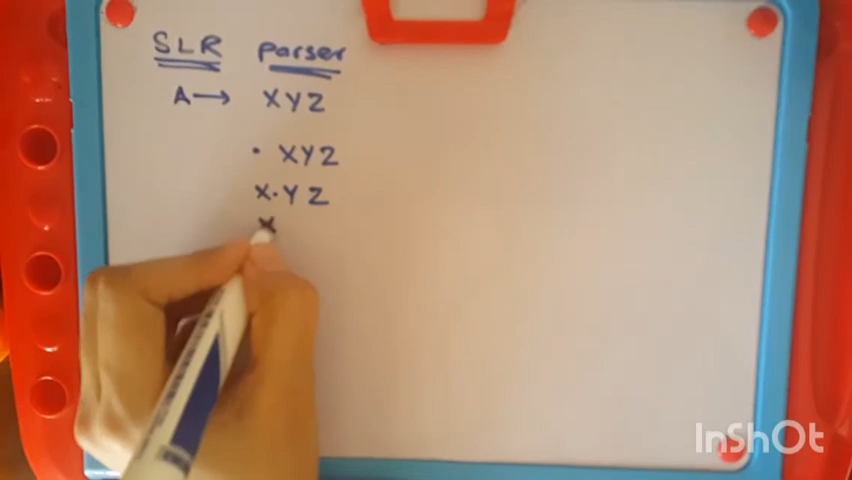 SLR parser
A → XYZ
• XYZ
X•YZ
X
InShOt